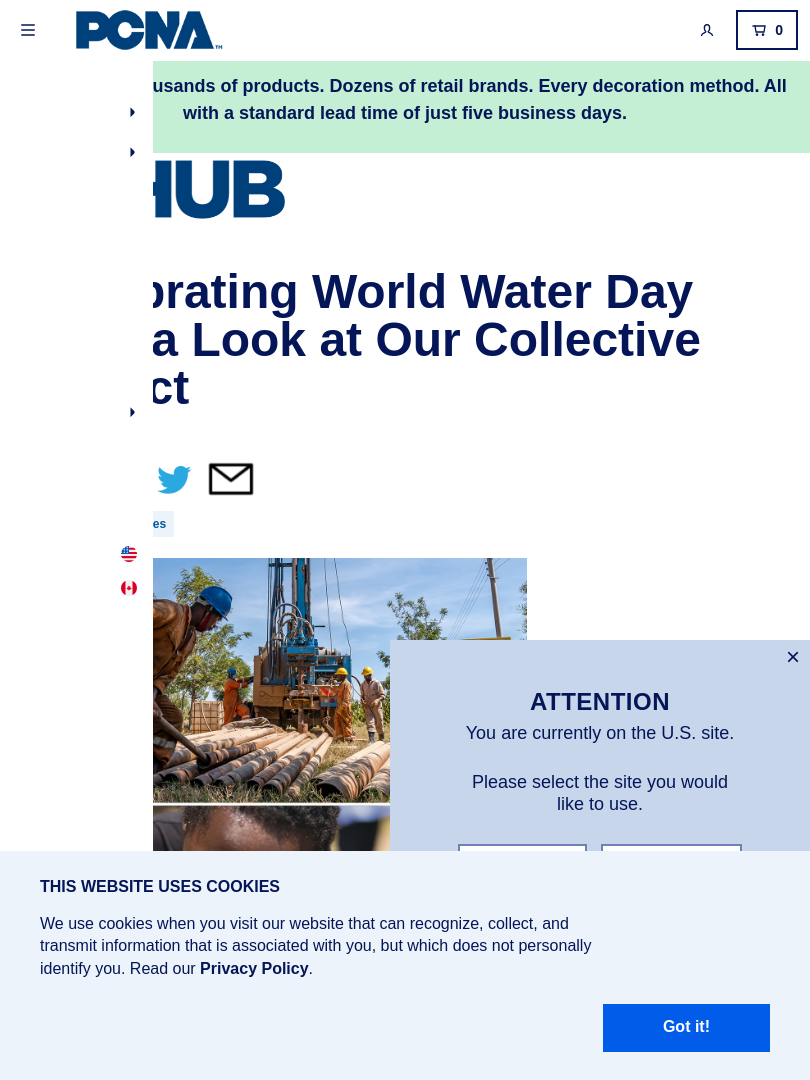 PCNA
0
usands of products. Dozens of retail brands. Every decoration method. All
with a standard lead time of just five business days.
HUB
orating World Water Day
a Look at Our Collective
ct
es
×
ATTENTION
You are currently on the U.S. site.
Please select the site you would
like to use.
THIS WEBSITE USES COOKIES
We use cookies when you visit our website that can recognize, collect, and
transmit information that is associated with you, but which does not personally
identify you. Read our Privacy Policy.
Got it!